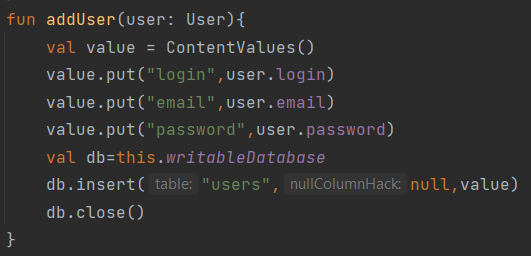 fun addUser(user: User){
    val value = ContentValues()
    value.put("login",user.login)
    value.put("email",user.email)
    value.put("password",user.password)
    val db=this.writableDatabase
    db.insert( table: "users", nullColumnHack: null,value)
    db.close()
}